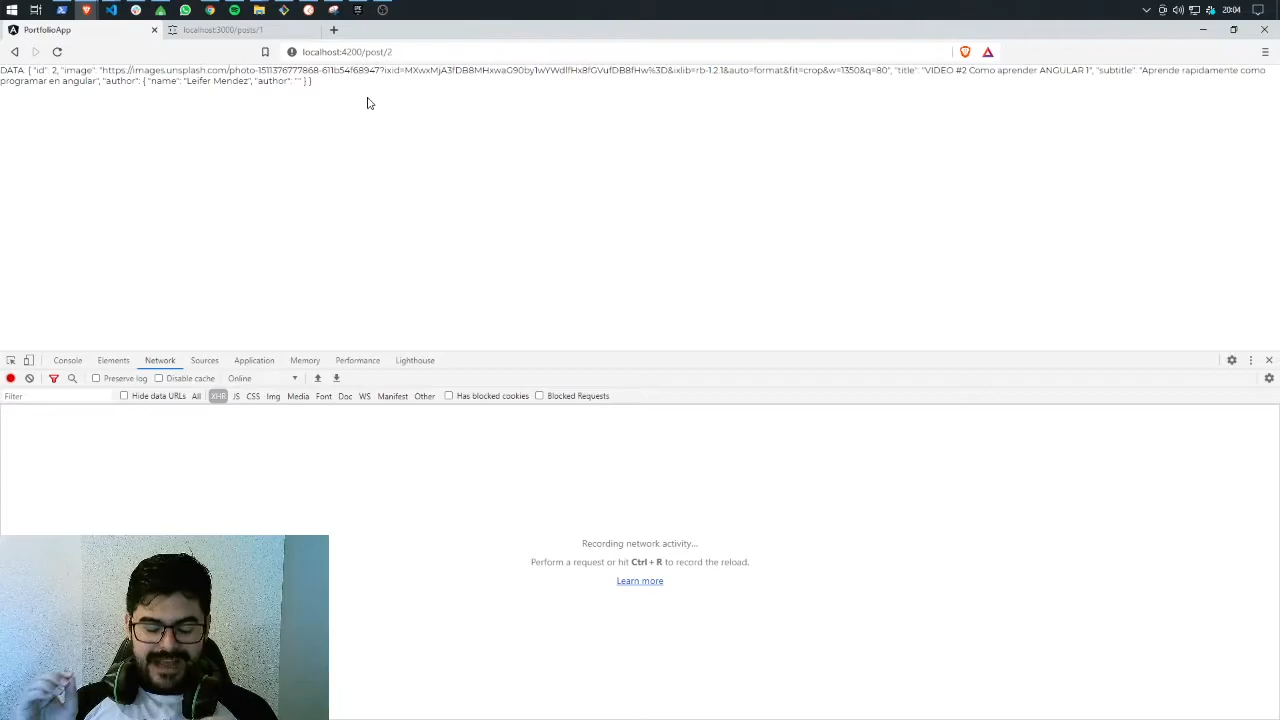 20:04
PortfolioApp
localhost:3000/posts/1
localhost:4200/post/2
DATA { "id": 2, "image": "https://images.unsplash.com/photo-1511376777868-611b54f68947?ixid=MXwxMjA3fDB8MHxwaG90by1wYWdlfHx8fGVufDB8fHw%3D&ixlib=rb-1.2.1&auto=format&fit=crop&w=1350&q=80", "title": "VIDEO #2 Como aprender ANGULAR 1", "subtitle": "Aprende rapidamente como
programar en angular", "author": { "name": "Leifer Mendez", "author": "" } }
Console Elements Network Sources Application Memory Performance Lighthouse
Preserve log Disable cache Online
Filter Hide data URLs All XHR JS CSS Img Media Font Doc WS Manifest Other Has blocked cookies Blocked Requests
Recording network activity...
Perform a request or hit Ctrl + R to record the reload.
Learn more